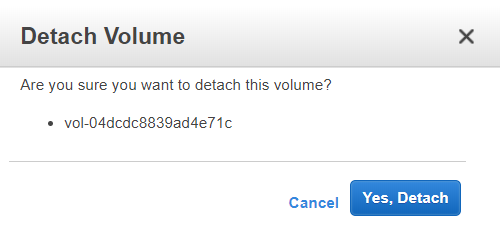 Detach Volume
Are you sure you want to detach this volume?
vol-04dcdc8839ad4e71c
Cancel
Yes, Detach